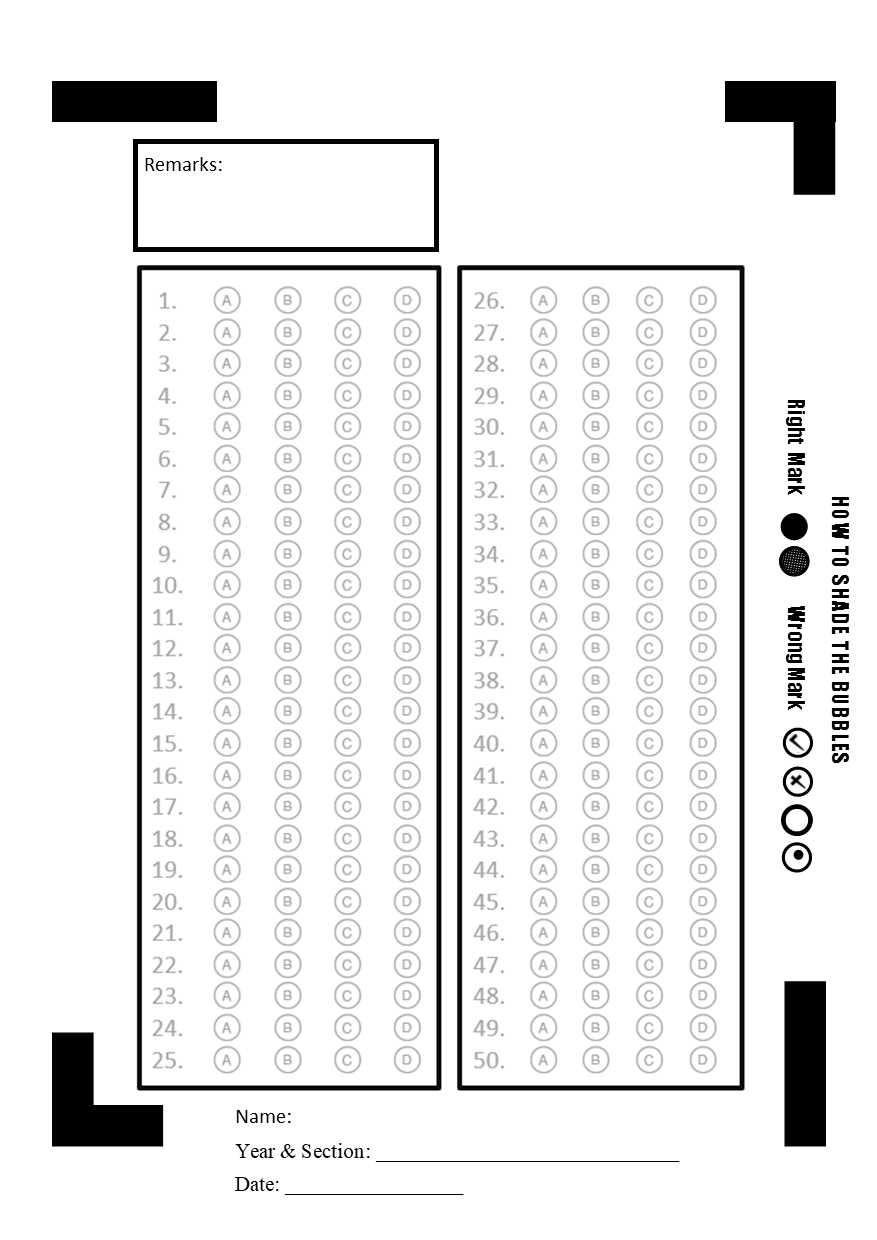 Remarks:
1. A B C D
2. A B C D
3. A B C D
4. A B C D
5. A B C D
6. A B C D
7. A B C D
8. A B C D
9. A B C D
10. A B C D
11. A B C D
12. A B C D
13. A B C D
14. A B C D
15. A B C D
16. A B C D
17. A B C D
18. A B C D
19. A B C D
20. A B C D
21. A B C D
22. A B C D
23. A B C D
24. A B C D
25. A B C D
26. A B C D
27. A B C D
28. A B C D
29. A B C D
30. A B C D
31. A B C D
32. A B C D
33. A B C D
34. A B C D
35. A B C D
36. A B C D
37. A B C D
38. A B C D
39. A B C D
40. A B C D
41. A B C D
42. A B C D
43. A B C D
44. A B C D
45. A B C D
46. A B C D
47. A B C D
48. A B C D
49. A B C D
50. A B C D
HOW TO SHADE THE BUBBLES
Right Mark Wrong Mark
Name:
Year & Section: ____________________________
Date: _________________